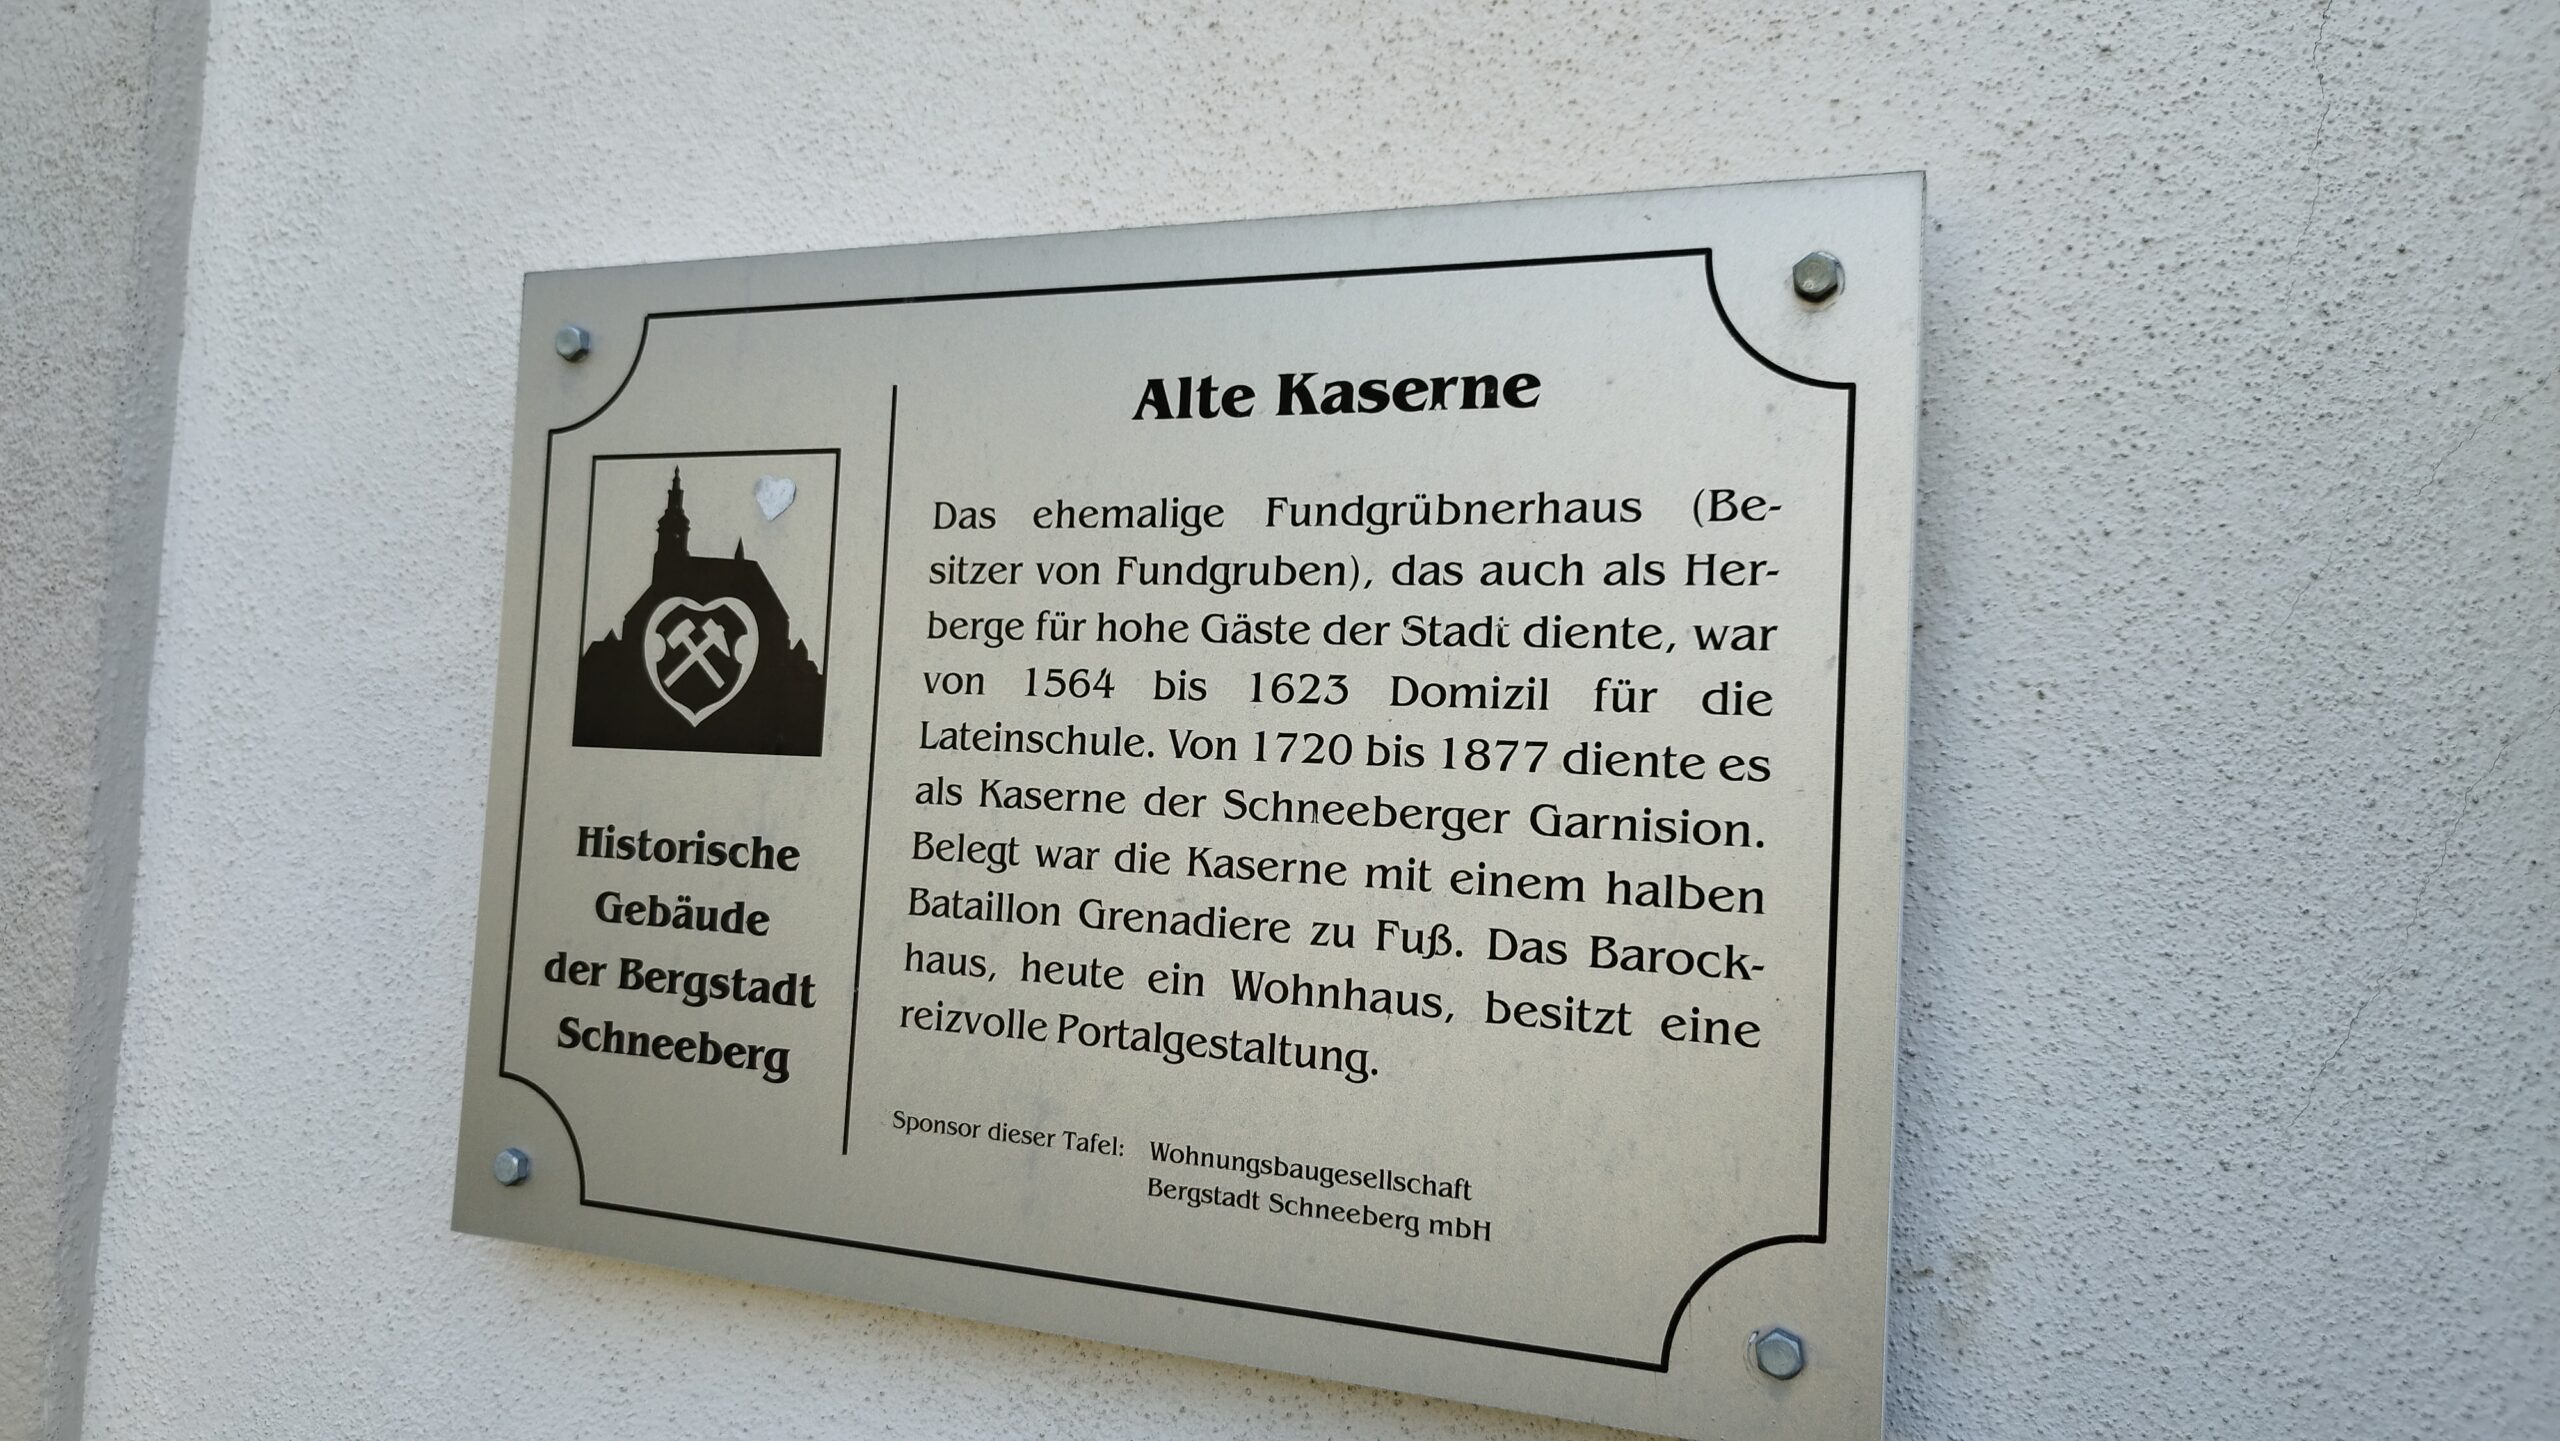 Alte Kaserne
Das ehemalige Fundgrübnerhaus (Be-
sitzer von Fundgruben), das auch als Her-
berge für hohe Gäste der Stadt diente, war
von 1564 bis 1623 Domizil für die
Lateinschule. Von 1720 bis 1877 diente es
als Kaserne der Schneeberger Garnision.
Belegt war die Kaserne mit einem halben
Bataillon Grenadiere zu Fuß. Das Barock-
haus, heute ein Wohnhaus, besitzt eine
reizvolle Portalgestaltung.
Sponsor dieser Tafel: Wohnungsbaugesellschaft
Bergstadt Schneeberg mbH
Historische
Gebäude
der Bergstadt
Schneeberg